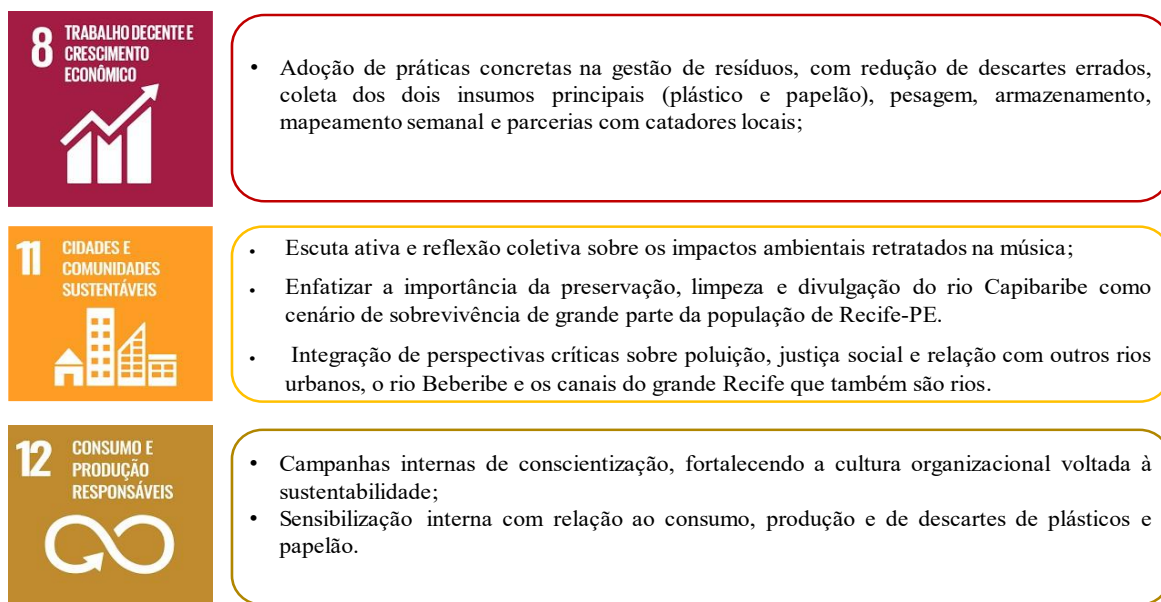 8 TRABALHO DECENTE E
CRESCIMENTO
ECONÔMICO
• Adoção de práticas concretas na gestão de resíduos, com redução de descartes errados,
coleta dos dois insumos principais (plástico e papelão), pesagem, armazenamento,
mapeamento semanal e parcerias com catadores locais;
11 CIDADES E
COMUNIDADES
SUSTENTÁVEIS
• Escuta ativa e reflexão coletiva sobre os impactos ambientais retratados na música;
• Enfatizar a importância da preservação, limpeza e divulgação do rio Capibaribe como
cenário de sobrevivência de grande parte da população de Recife-PE.
• Integração de perspectivas críticas sobre poluição, justiça social e relação com outros rios
urbanos, o rio Beberibe e os canais do grande Recife que também são rios.
12 CONSUMO E
PRODUÇÃO
RESPONSÁVEIS
• Campanhas internas de conscientização, fortalecendo a cultura organizacional voltada à
sustentabilidade;
• Sensibilização interna com relação ao consumo, produção e de descartes de plásticos e
papelão.